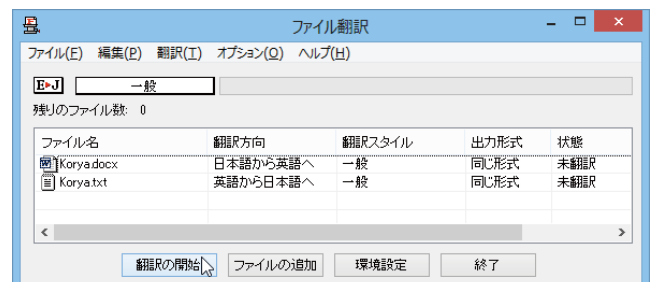 ファイル翻訳
ファイル(F) 編集(P) 翻訳(T) オプション(O) ヘルプ(H)
E▸J 一般
残りのファイル数: 0
ファイル名 翻訳方向 翻訳スタイル 出力形式 状態
Korya.docx 日本語から英語へ 一般 同じ形式 未翻訳
Korya.txt 英語から日本語へ 一般 同じ形式 未翻訳
翻訳の開始 ファイルの追加 環境設定 終了